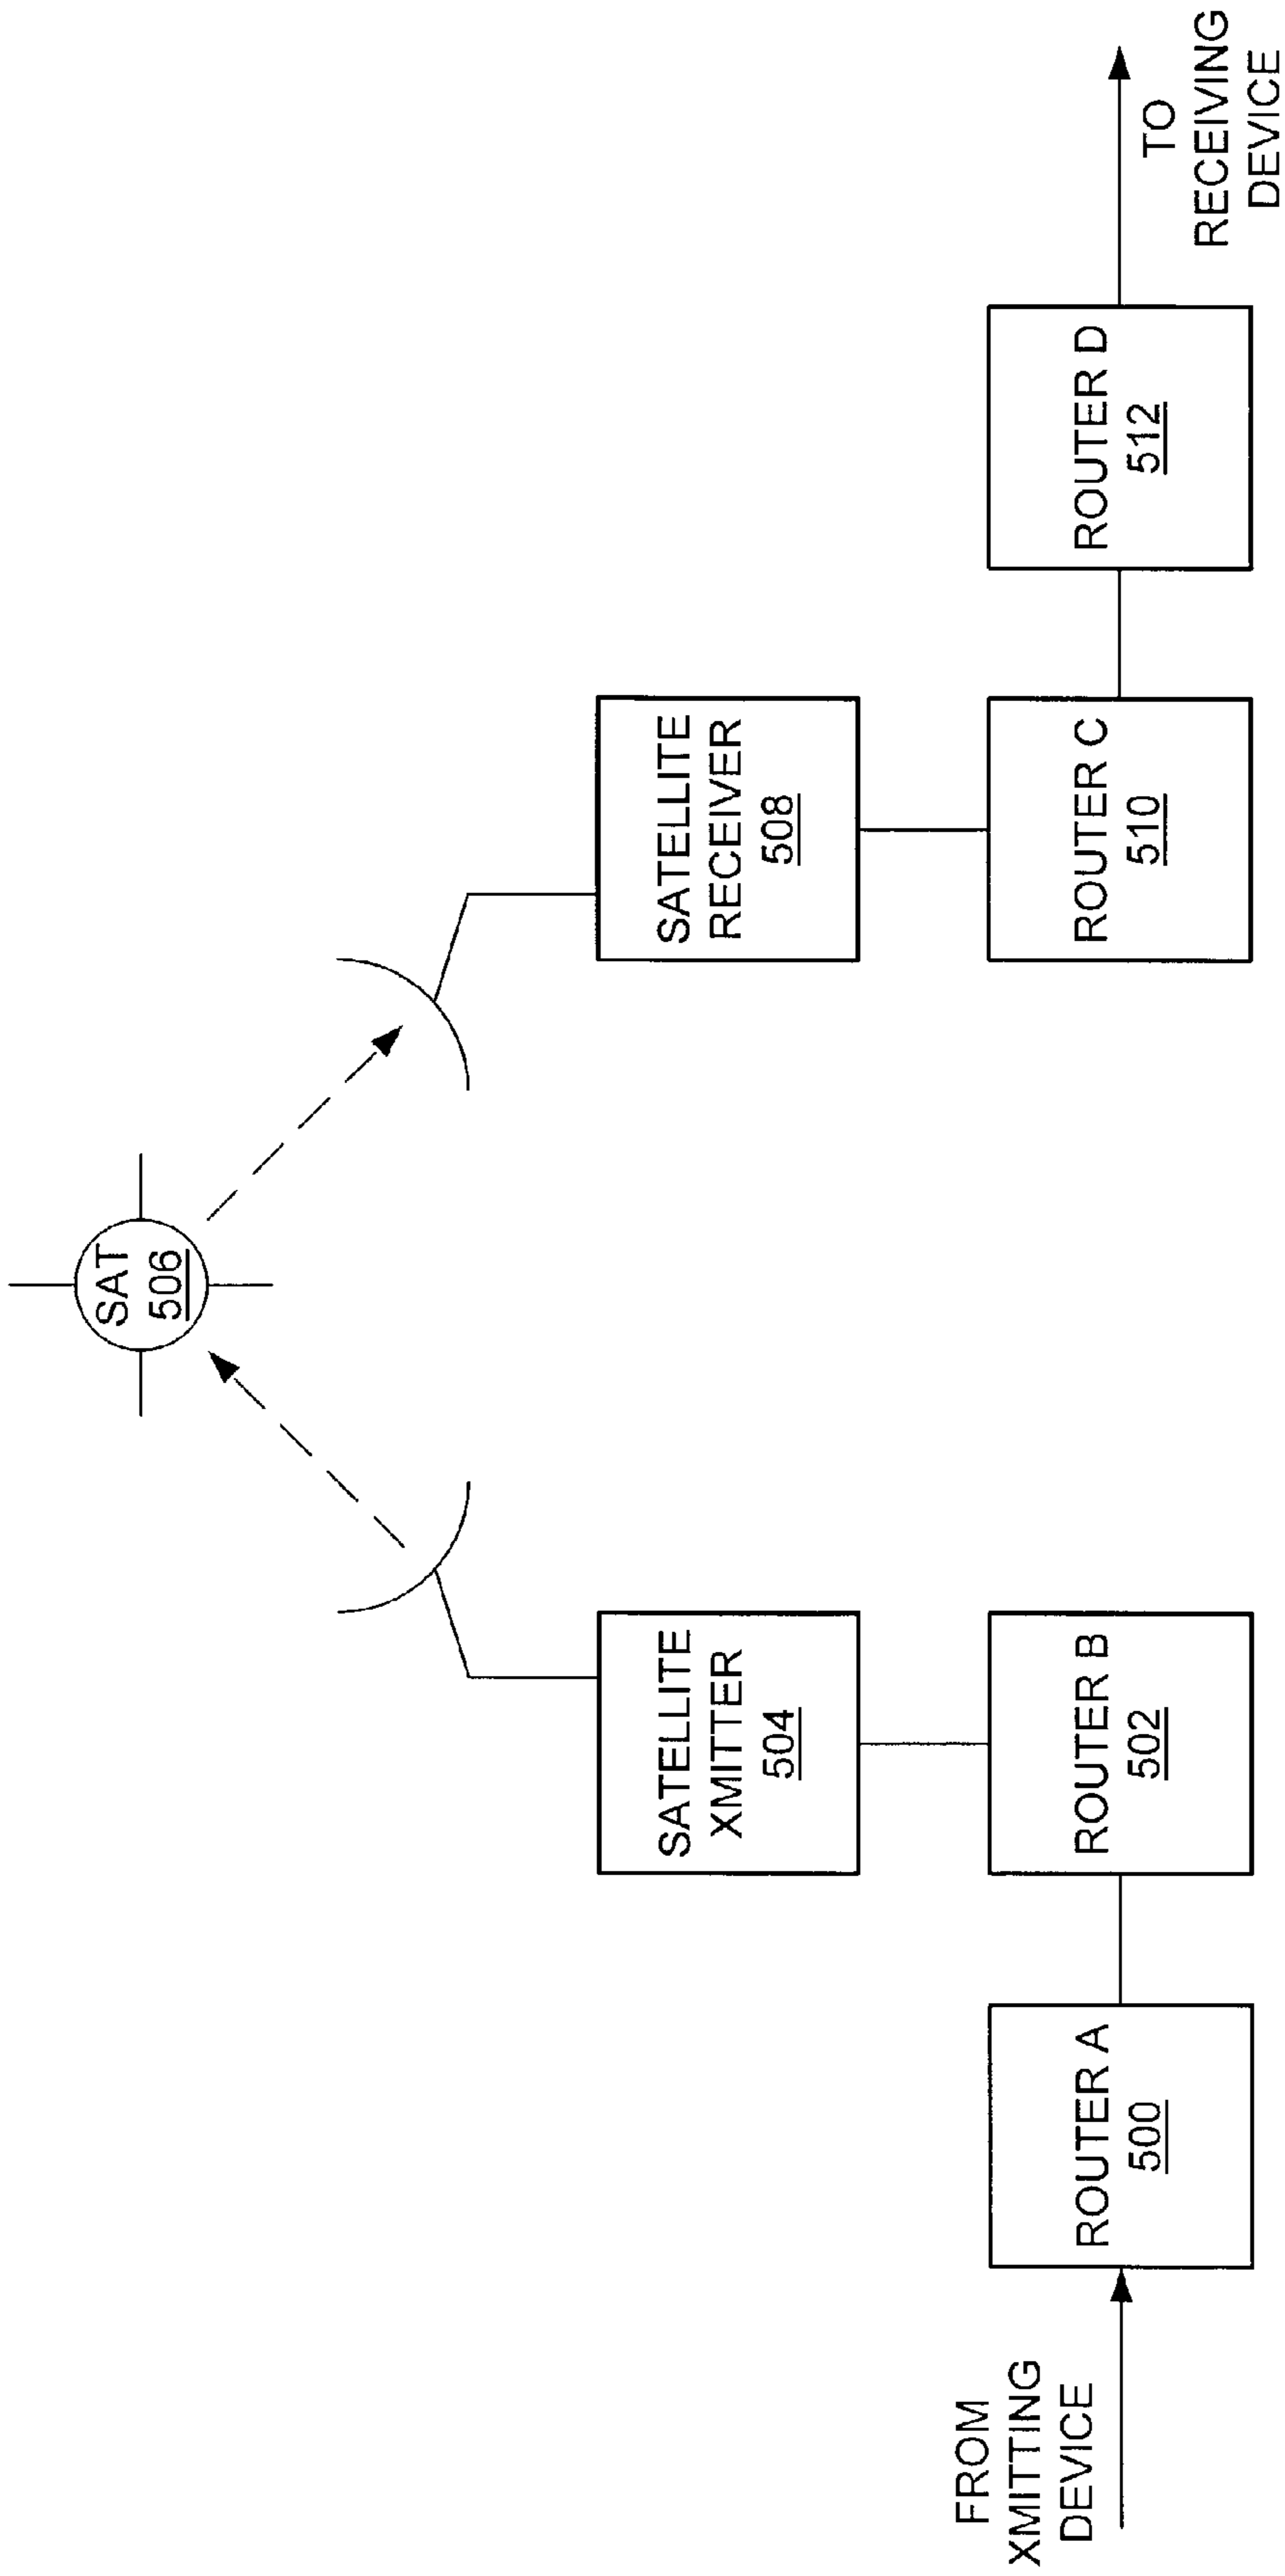 SAT
506
SATELLITE
XMITTER
504
SATELLITE
RECEIVER
508
FROM
XMITTING
DEVICE
ROUTER A
500
ROUTER B
502
ROUTER C
510
ROUTER D
512
TO
RECEIVING
DEVICE